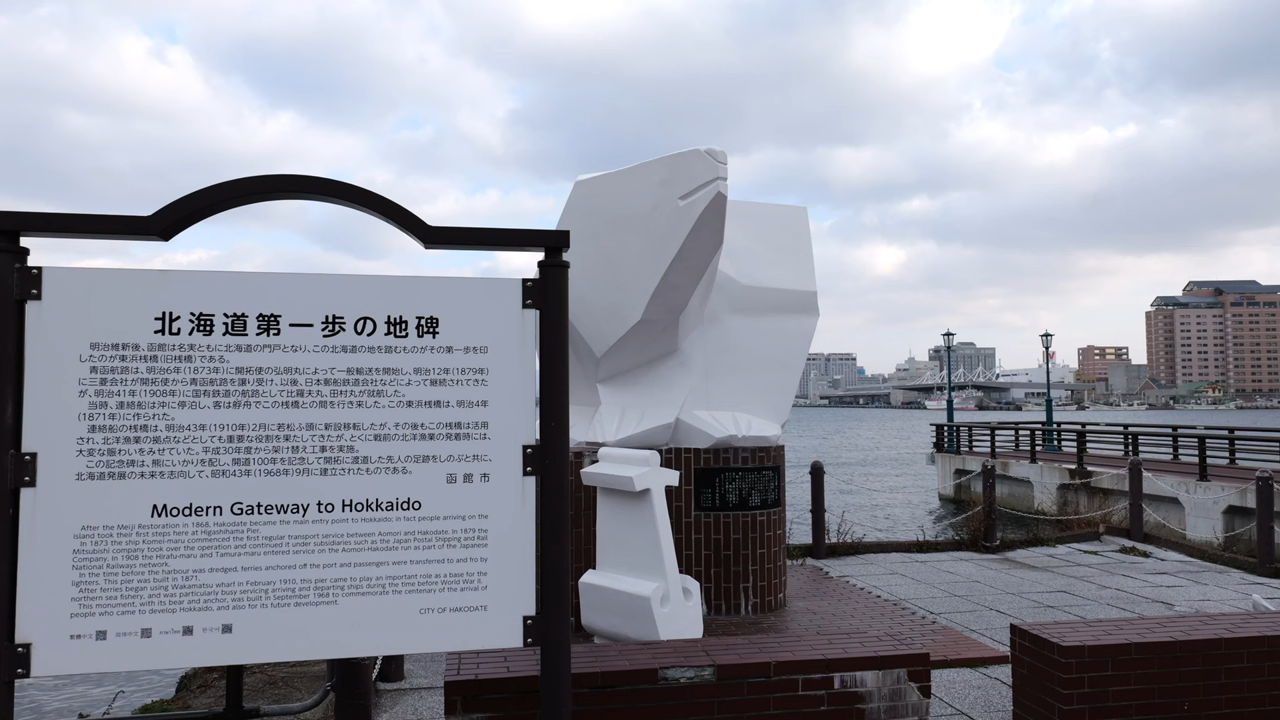 北海道第一歩の地碑
明治維新後、函館は名実ともに北海道の門戸となり、この北海道の地を踏むものがその第一歩を印
したのが東浜桟橋(旧桟橋)である。
青函航路は、明治6年(1873年)に開拓使の弘明丸によって一般輸送を開始し、明治12年(1879年)
に三菱会社が開拓使から青函航路を譲り受け、以後、日本郵船鉄道会社などによって継続されてきた
が、明治41年(1908年)に国有鉄道の航路として比羅夫丸、田村丸が就航した。
当時、連絡船は沖に停泊し、客は艀舟でこの桟橋との間を行き来した。この東浜桟橋は、明治4年
(1871年)に作られた。
連絡船の桟橋は、明治43年(1910年)2月に若松ふ頭に新設移転したが、その後もこの桟橋は活用
され、北洋漁業の拠点などとしても重要な役割を果たしてきたが、とくに戦前の北洋漁業の発着時には、
大変な賑わいをみせていた。平成30年度から架け替え工事を実施。
この記念碑は、熊にいかりを配し、開道100年を記念して開拓に渡道した先人の足跡をしのぶと共に、
北海道発展の未来を志向して、昭和43年(1968年)9月に建立されたものである。
函館市
Modern Gateway to Hokkaido
After the Meiji Restoration in 1868, Hakodate became the main entry point to Hokkaido; in fact people arriving on the
island took their first steps here at Higashihama Pier.
In 1873 the ship Komei-maru commenced the first regular transport service between Aomori and Hakodate. In 1879 the
Mitsubishi company took over the operation and continued it under subsidiaries such as the Japan Postal Shipping and Rail
Company. In 1908 the Hirafu-maru and Tamura-maru entered service on the Aomori-Hakodate run as part of the Japanese
National Railways network.
In the time before the harbour was dredged, ferries anchored off the port and passengers were transferred to and fro by
lighters. This pier was built in 1871.
After ferries began using Wakamatsu wharf in February 1910, this pier came to play an important role as a base for the
northern sea fishery, and was particularly busy servicing arriving and departing ships during the time before World War II.
This monument, with its bear and anchor, was built in September 1968 to commemorate the centenary of the arrival of
people who came to develop Hokkaido, and also for its future development.
CITY OF HAKODATE
繁體中文 简体中文 ภาษาไทย 한국어